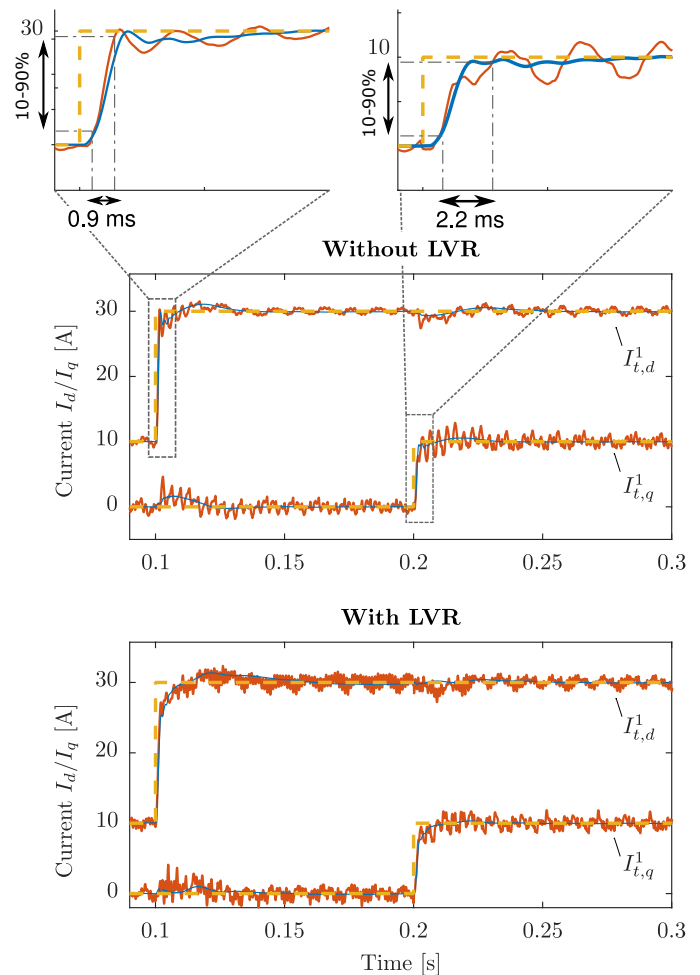 30
10-90%
0.9 ms
10
10-90%
2.2 ms
Without LVR
Current I_d/I_q [A]
30
20
10
0
I^1_{t,d}
I^1_{t,q}
0.1
0.15
0.2
0.25
0.3
With LVR
Current I_d/I_q [A]
30
20
10
0
I^1_{t,d}
I^1_{t,q}
0.1
0.15
0.2
0.25
0.3
Time [s]